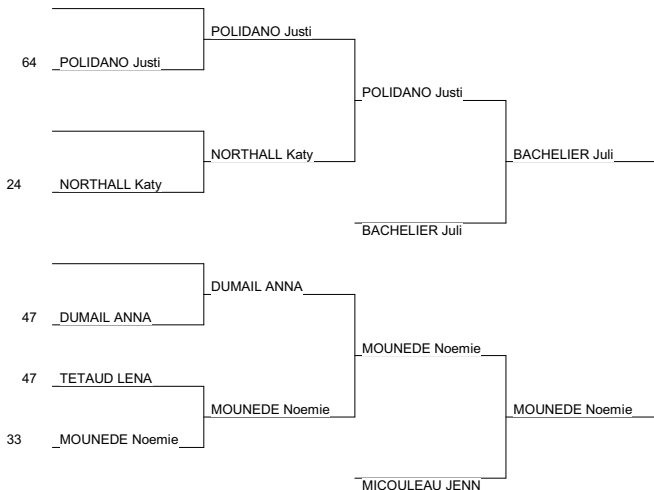 POLIDANO Justi
64 POLIDANO Justi
POLIDANO Justi
NORTHALL Katy
BACHELIER Juli
24 NORTHALL Katy
BACHELIER Juli
DUMAIL ANNA
47 DUMAIL ANNA
MOUNEDE Noemie
47 TETAUD LENA
MOUNEDE Noemie
MOUNEDE Noemie
33 MOUNEDE Noemie
MICOULEAU JENN